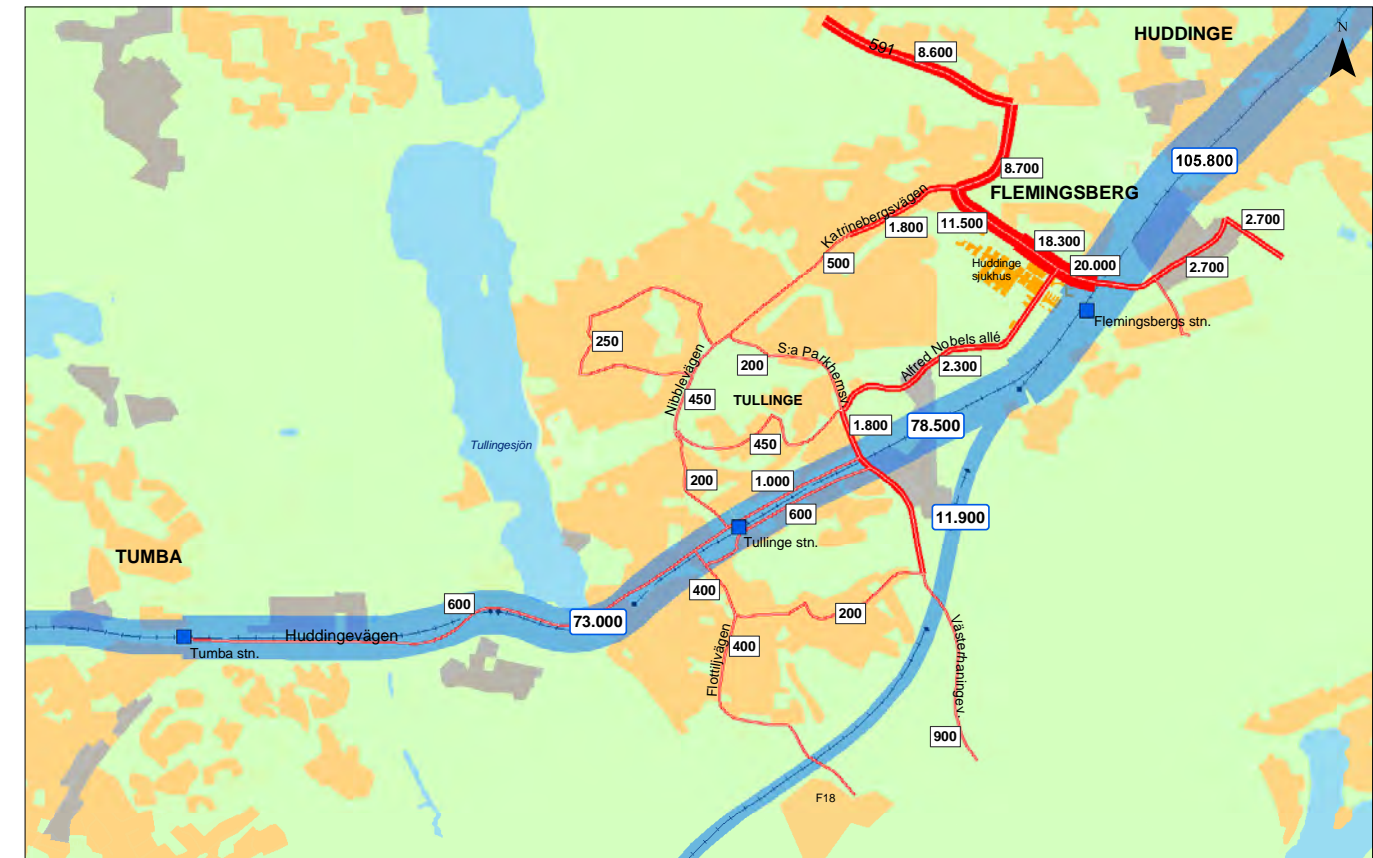 HUDDINGE
N
591
8.600
105.800
8.700
FLEMINGSBERG
Katrinebergsvägen
11.500
1.800
2.700
18.300
500
Huddinge
sjukhus
20.000
2.700
Flemingsbergs stn.
250
S:a Parkhemsv.
Alfred Nobels allé
200
2.300
Nibblevägen
450
TULLINGE
1.800
78.500
Tullingesjön
450
200
1.000
600
11.900
Tullinge stn.
TUMBA
400
600
200
73.000
Huddingevägen
Tumba stn.
Flottiljvägen
400
Västerhaningev.
900
F18